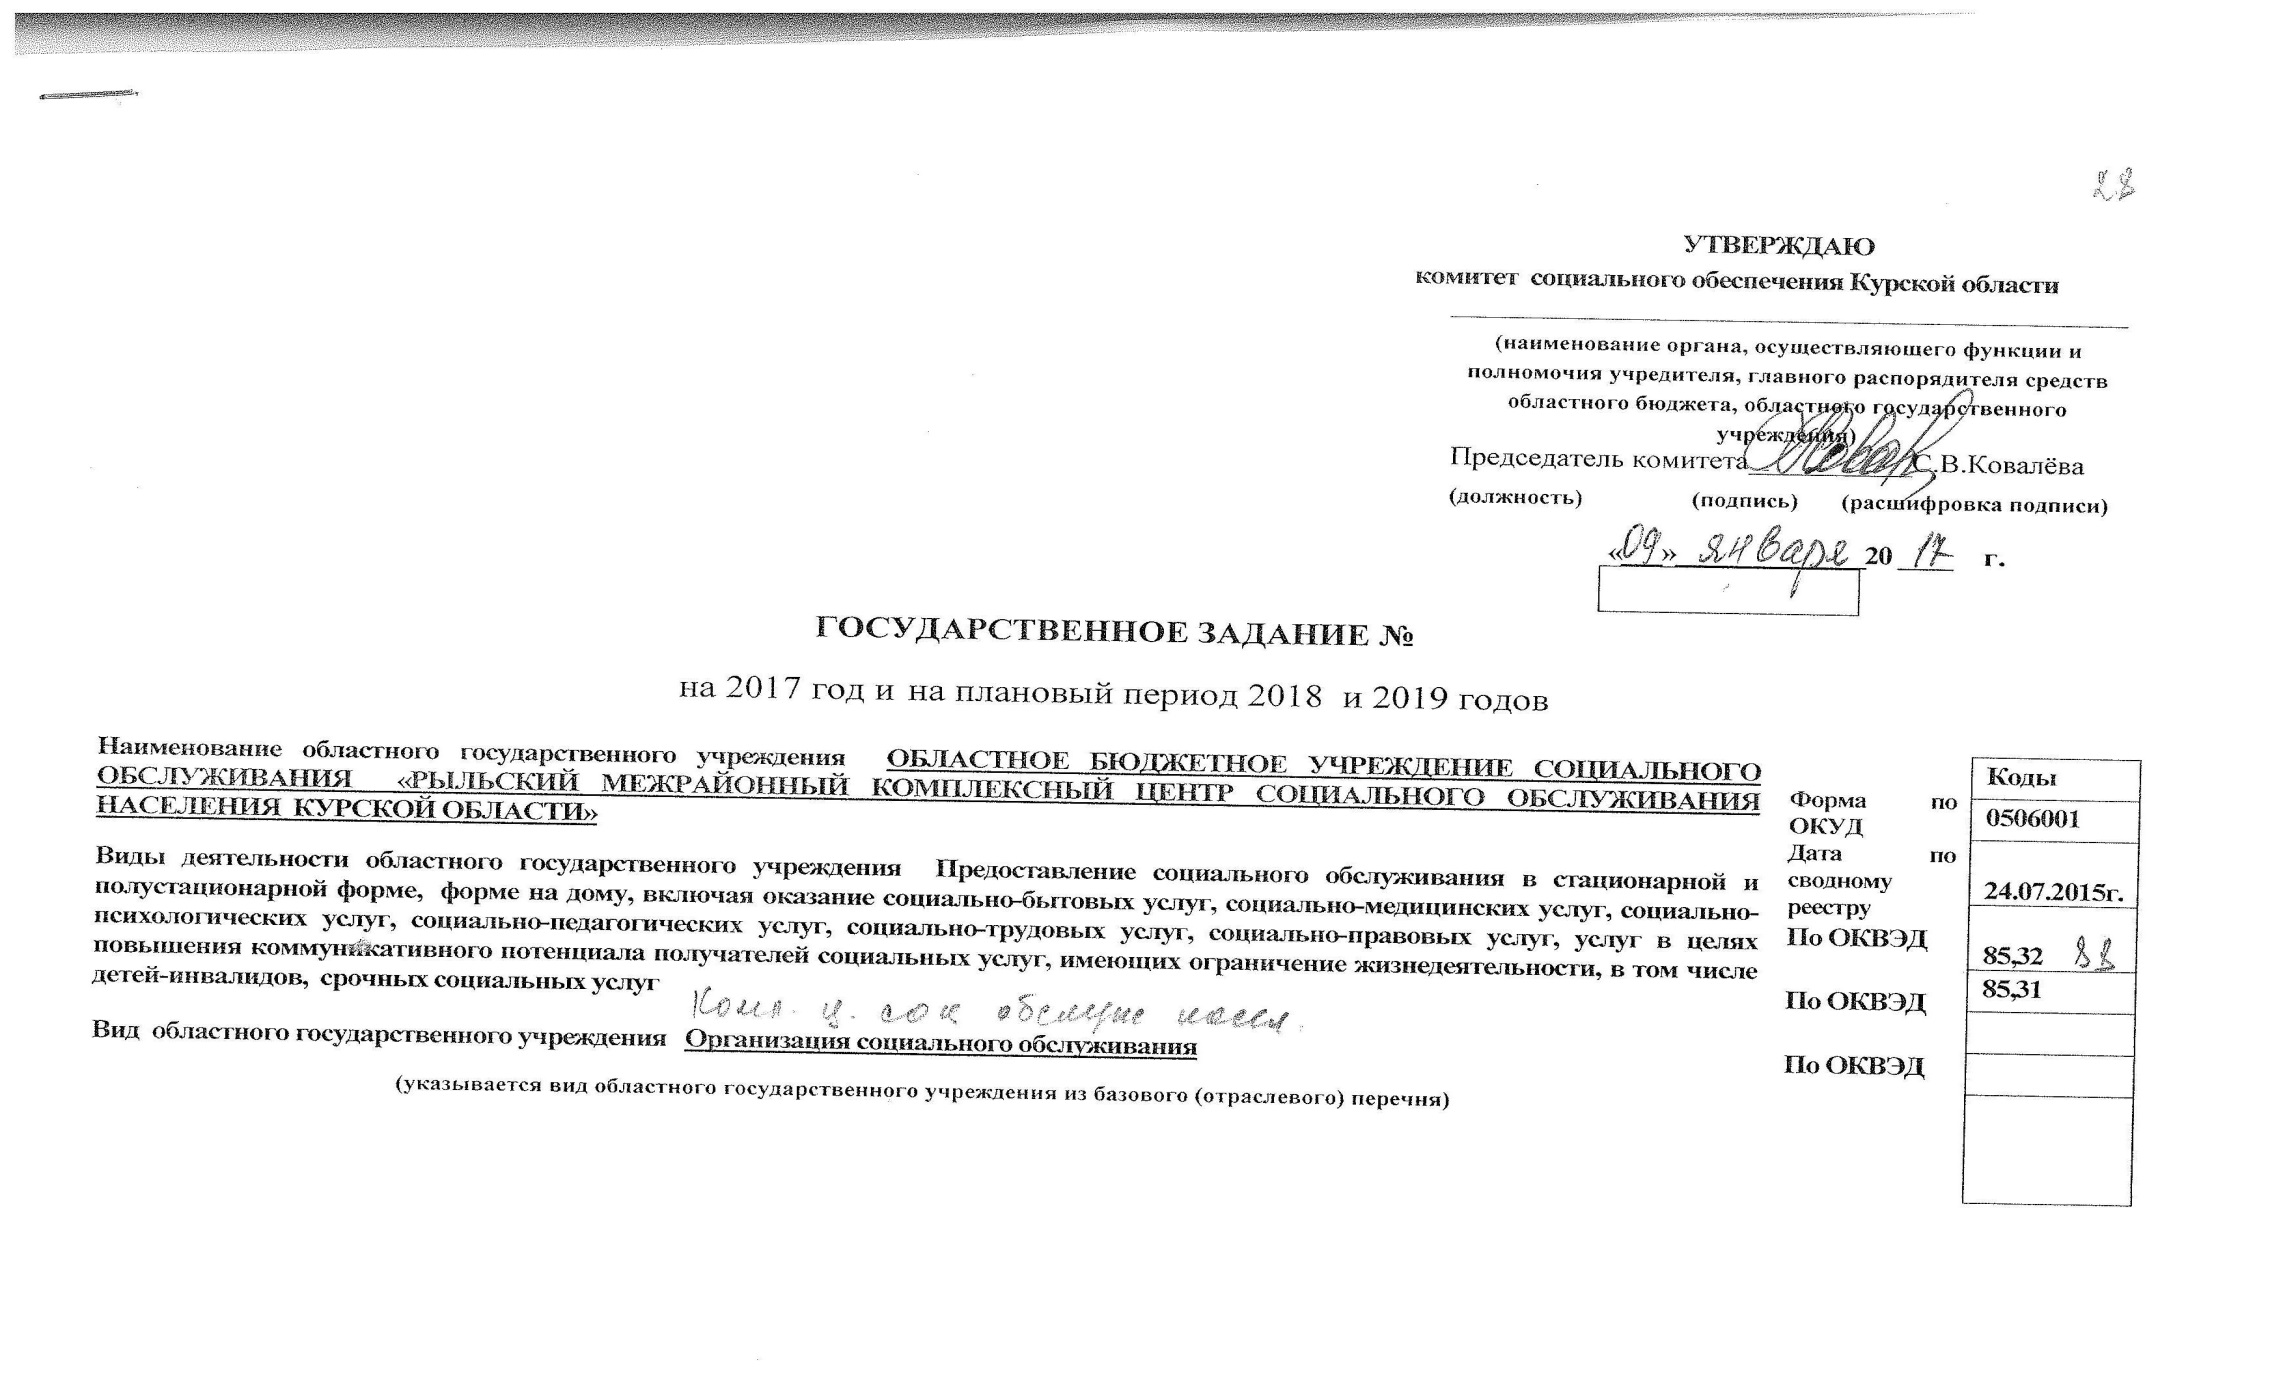 28
УТВЕРЖДАЮ
комитет социального обеспечения Курской области
(наименование органа, осуществляющего функции и
полномочия учредителя, главного распорядителя средств
областного бюджета, областного государственного
учреждения)
Председатель комитета С.В.Ковалёва
(должность) (подпись) (расшифровка подписи)
«09» января 20 17 г.
ГОСУДАРСТВЕННОЕ ЗАДАНИЕ №
на 2017 год и на плановый период 2018 и 2019 годов
Наименование областного государственного учреждения ОБЛАСТНОЕ БЮДЖЕТНОЕ УЧРЕЖДЕНИЕ СОЦИАЛЬНОГО
ОБСЛУЖИВАНИЯ «РЫЛЬСКИЙ МЕЖРАЙОННЫЙ КОМПЛЕКСНЫЙ ЦЕНТР СОЦИАЛЬНОГО ОБСЛУЖИВАНИЯ
НАСЕЛЕНИЯ КУРСКОЙ ОБЛАСТИ»
Виды деятельности областного государственного учреждения Предоставление социального обслуживания в стационарной и
полустационарной форме, форме на дому, включая оказание социально-бытовых услуг, социально-медицинских услуг, социально-
психологических услуг, социально-педагогических услуг, социально-трудовых услуг, социально-правовых услуг, услуг в целях
повышения коммуникативного потенциала получателей социальных услуг, имеющих ограничение жизнедеятельности, в том числе
детей-инвалидов, срочных социальных услуг
Комп. ц. соц обслуж насел.
Вид областного государственного учреждения Организация социального обслуживания
(указывается вид областного государственного учреждения из базового (отраслевого) перечня)
Коды
Форма по
ОКУД
0506001
Дата по
сводному
реестру
24.07.2015г.
По ОКВЭД
85,32 88
По ОКВЭД
85,31
По ОКВЭД